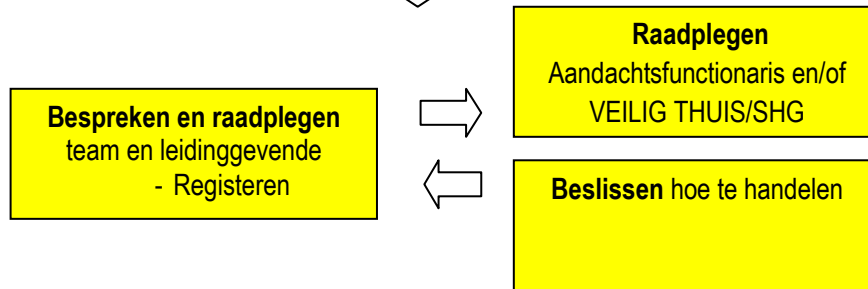 Bespreken en raadplegen
team en leidinggevende
- Registeren
Raadplegen
Aandachtsfunctionaris en/of
VEILIG THUIS/SHG
Beslissen hoe te handelen